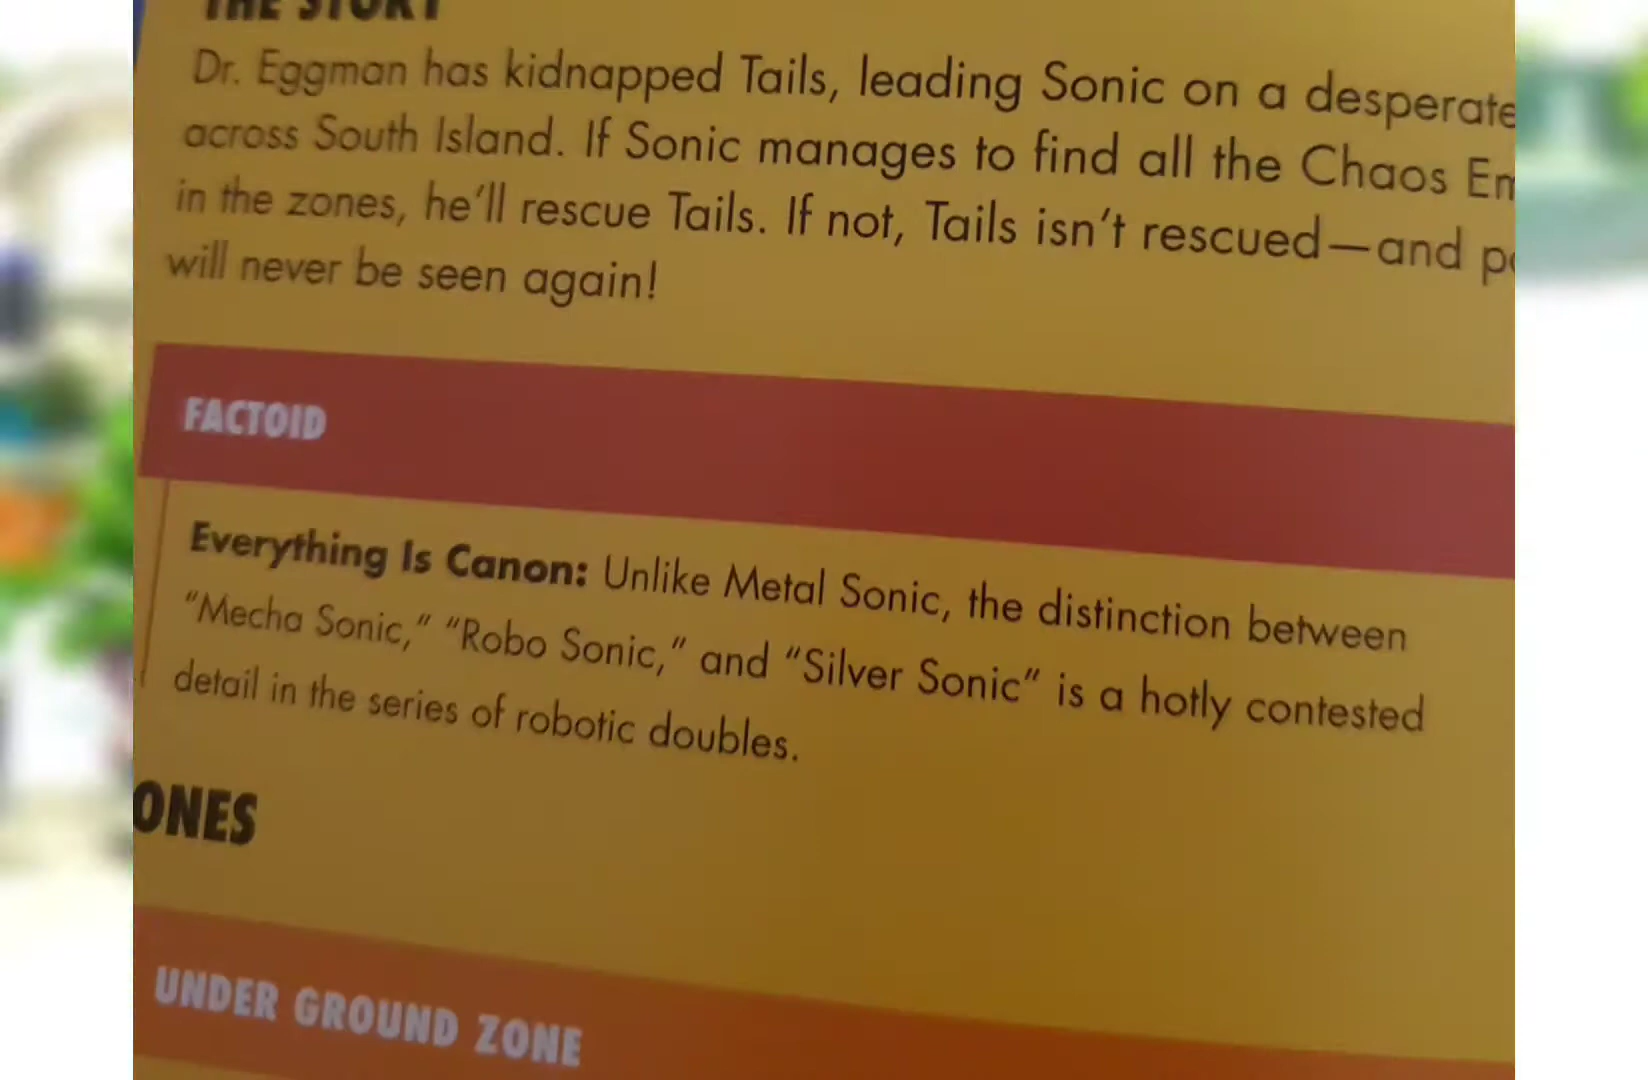 THE STORY
Dr. Eggman has kidnapped Tails, leading Sonic on a desperate
across South Island. If Sonic manages to find all the Chaos Em
in the zones, he'll rescue Tails. If not, Tails isn't rescued—and
will never be seen again!
FACTOID
Everything Is Canon: Unlike Metal Sonic, the distinction between
"Mecha Sonic," "Robo Sonic," and "Silver Sonic" is a hotly contested
detail in the series of robotic doubles.
ONES
UNDER GROUND ZONE